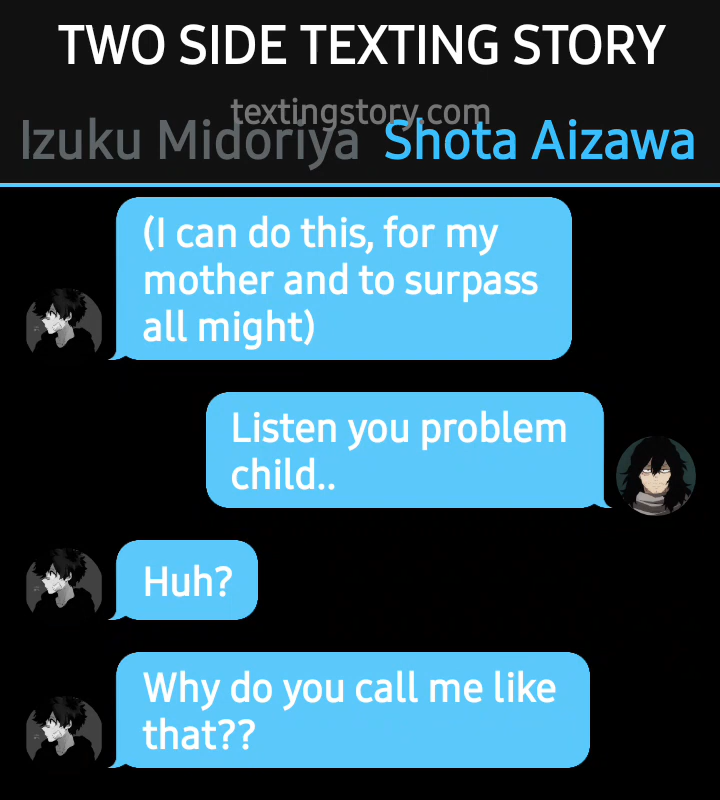 TWO SIDE TEXTING STORY
textingstory.com
Izuku Midoriya Shota Aizawa
(I can do this, for my
mother and to surpass
all might)
Listen you problem
child..
Huh?
Why do you call me like
that??